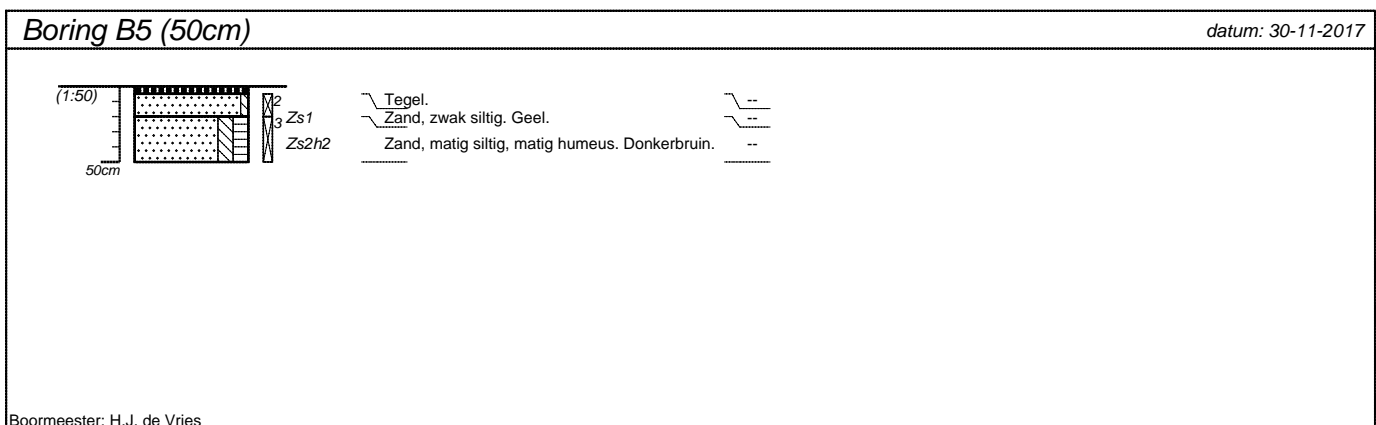 Boring B5 (50cm) datum: 30-11-2017
(1:50) 2 Tegel. --
3 Zs1 Zand, zwak siltig. Geel. --
Zs2h2 Zand, matig siltig, matig humeus. Donkerbruin. --
50cm
Boormeester: H.J. de Vries